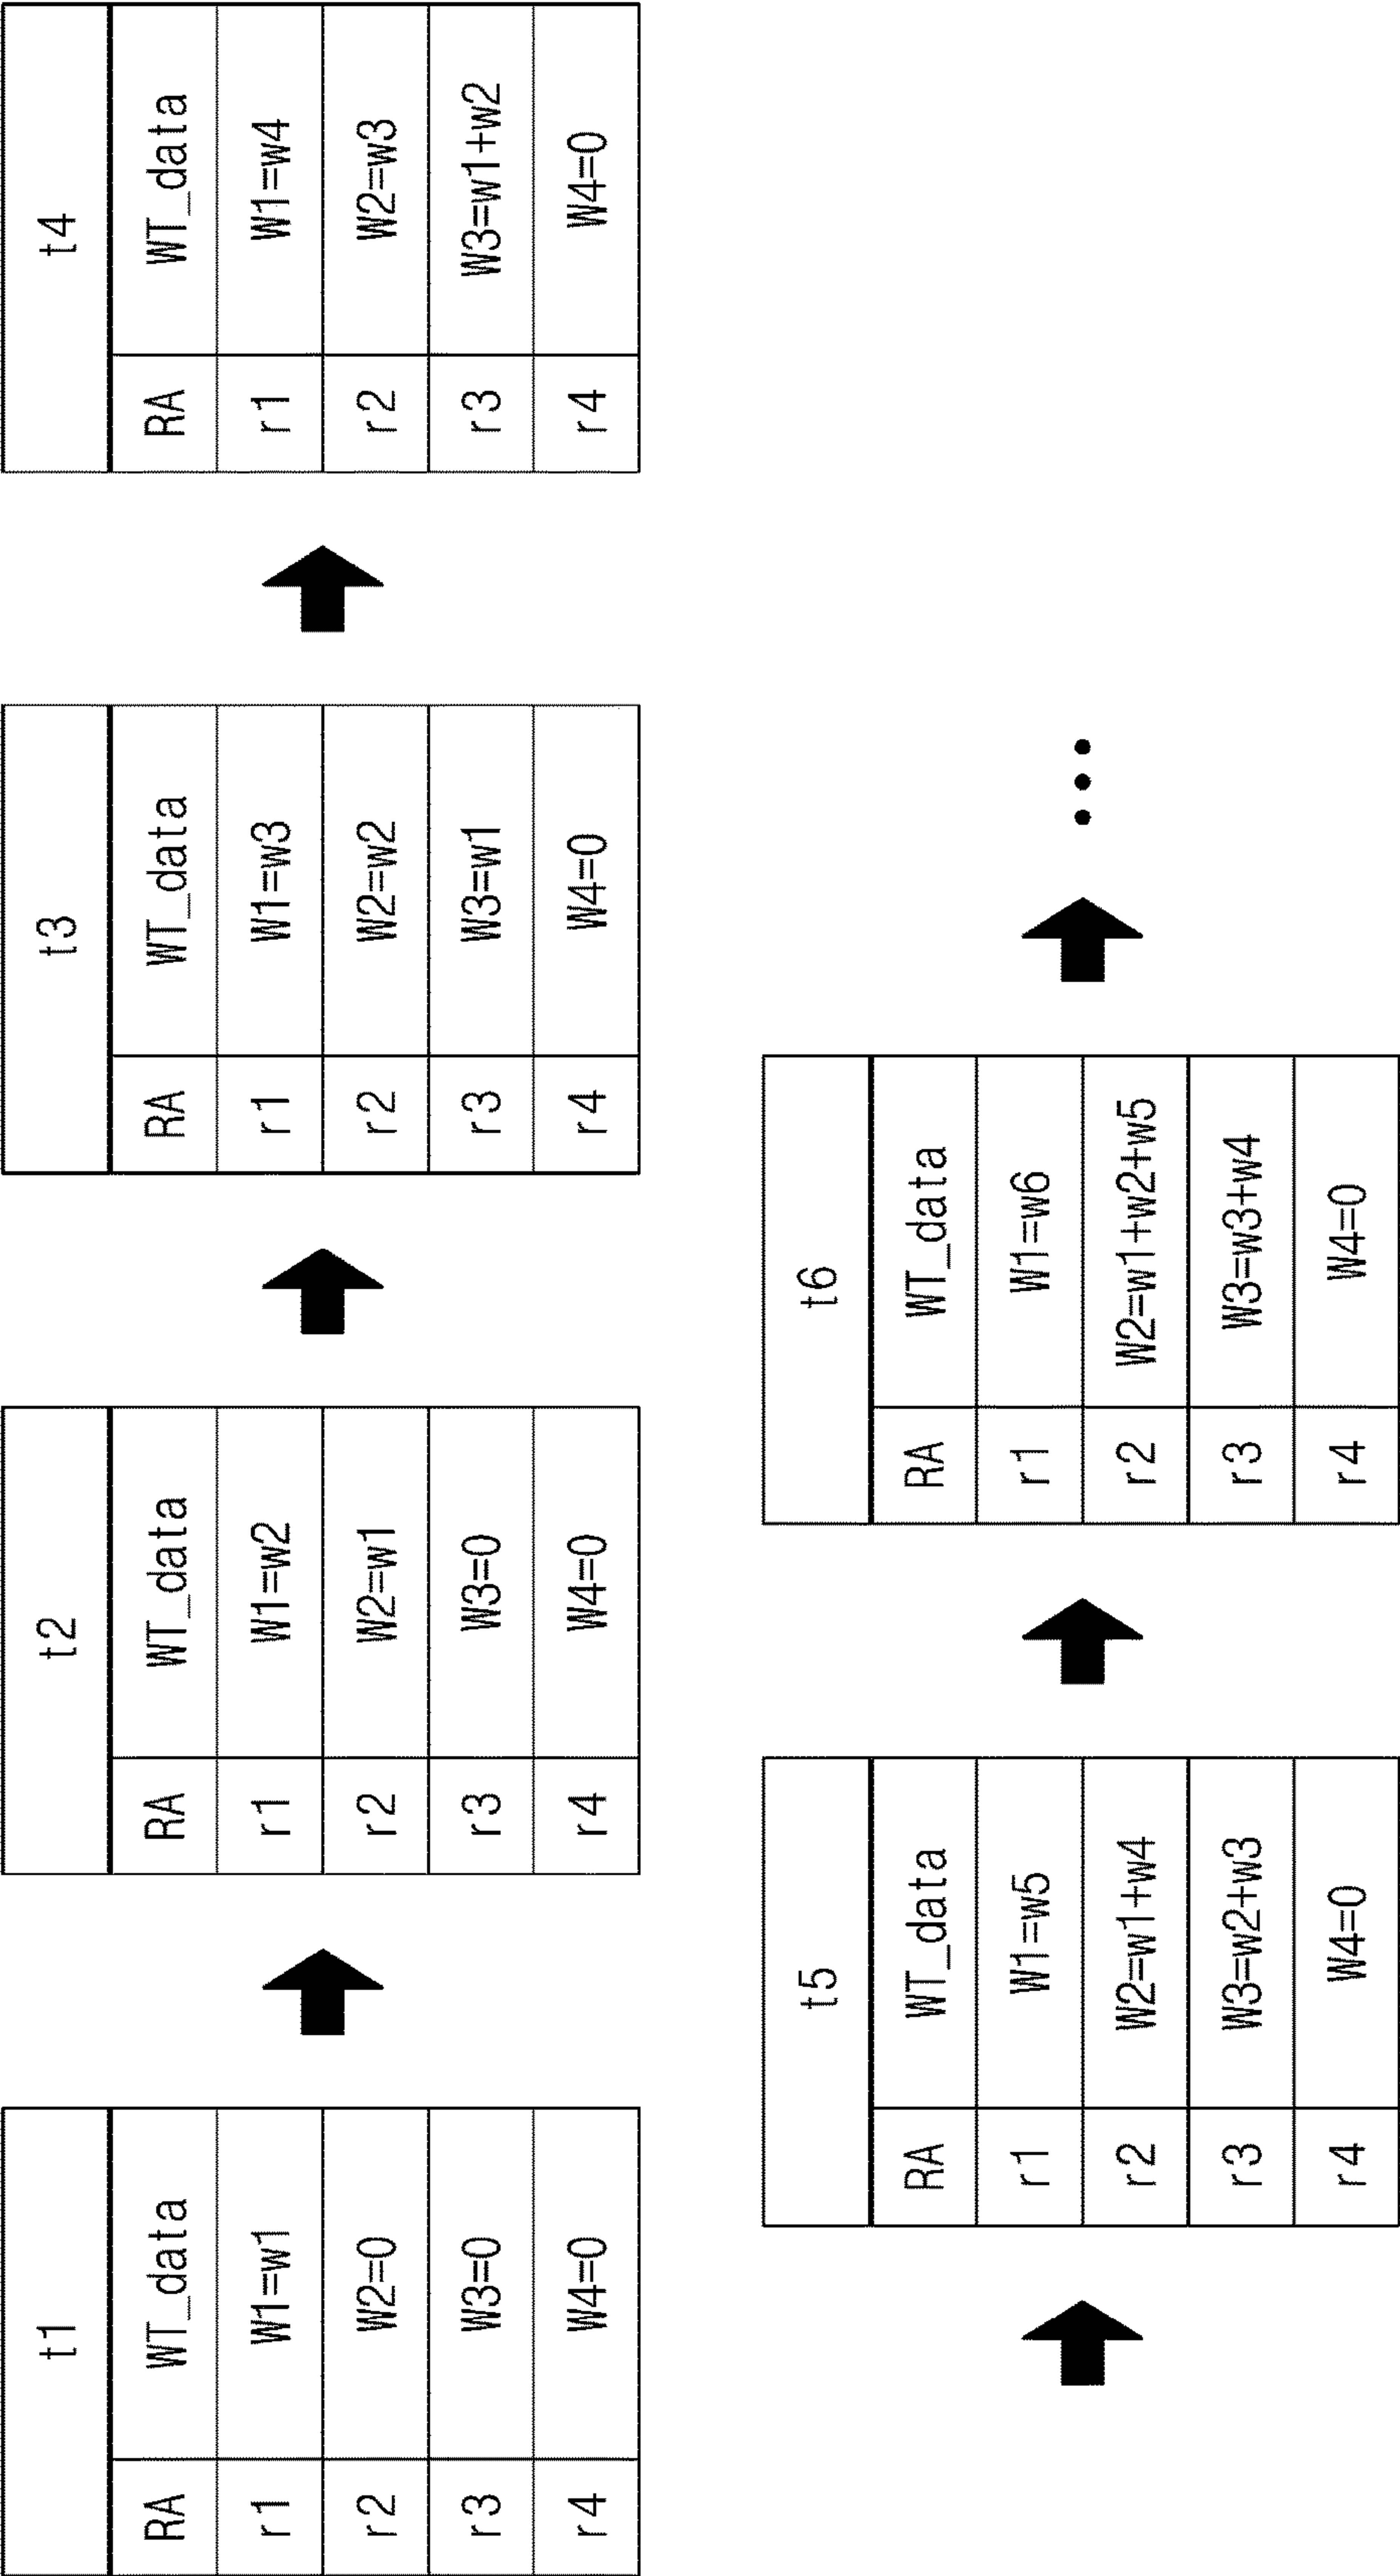 t1
RA WT_data
r1 W1=w1
r2 W2=0
r3 W3=0
r4 W4=0
t2
RA WT_data
r1 W1=w2
r2 W2=w1
r3 W3=0
r4 W4=0
t3
RA WT_data
r1 W1=w3
r2 W2=w2
r3 W3=w1
r4 W4=0
t4
RA WT_data
r1 W1=w4
r2 W2=w3
r3 W3=w1+w2
r4 W4=0
t5
RA WT_data
r1 W1=w5
r2 W2=w1+w4
r3 W3=w2+w3
r4 W4=0
t6
RA WT_data
r1 W1=w6
r2 W2=w1+w2+w5
r3 W3=w3+w4
r4 W4=0